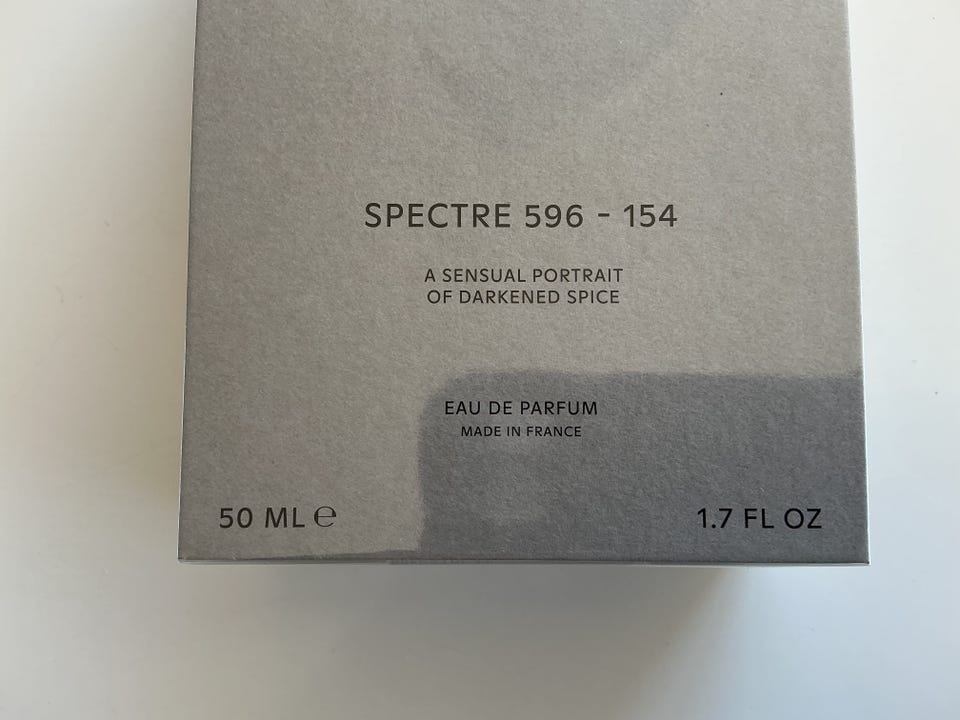 SPECTRE 596 - 154
A SENSUAL PORTRAIT
OF DARKENED SPICE
EAU DE PARFUM
MADE IN FRANCE
50 ML ℮
1.7 FL OZ